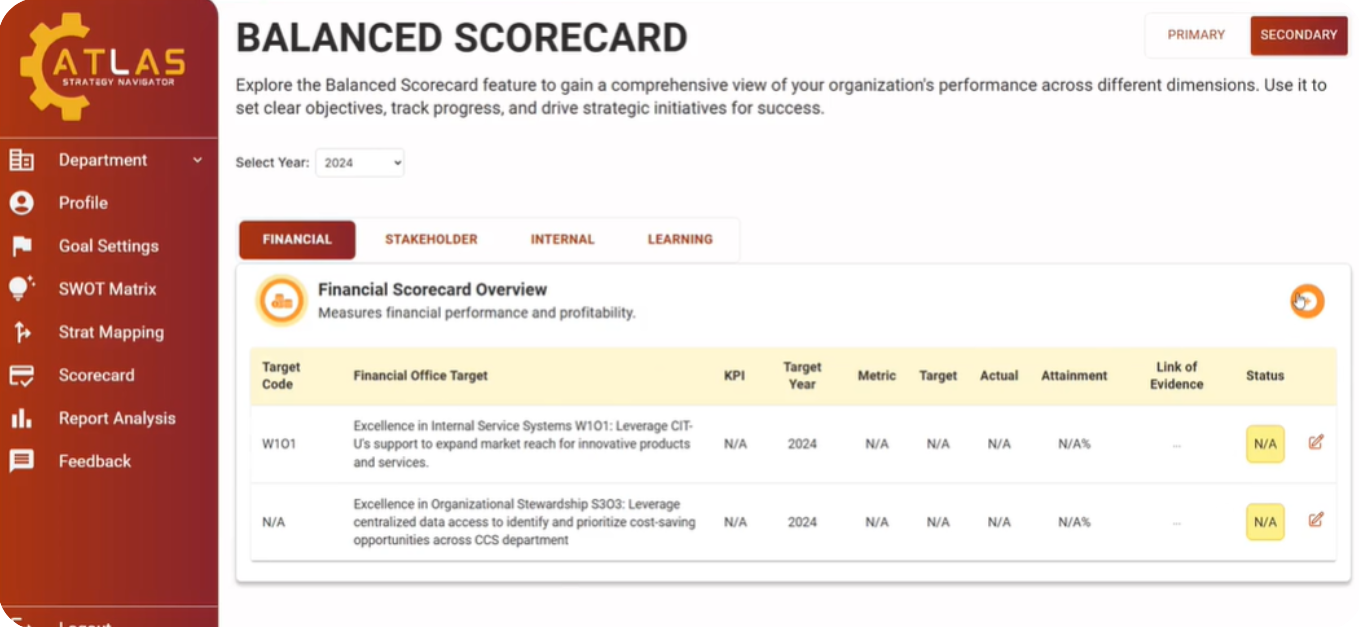 ATLAS
STRATEGY NAVIGATOR
Department
Profile
Goal Settings
SWOT Matrix
Strat Mapping
Scorecard
Report Analysis
Feedback
Logout
BALANCED SCORECARD
PRIMARY
SECONDARY
Explore the Balanced Scorecard feature to gain a comprehensive view of your organization's performance across different dimensions. Use it to
set clear objectives, track progress, and drive strategic initiatives for success.
Select Year: 2024
FINANCIAL STAKEHOLDER INTERNAL LEARNING
Financial Scorecard Overview
Measures financial performance and profitability.
Target Code Financial Office Target KPI Target Year Metric Target Actual Attainment Link of Evidence Status
W1O1
Excellence in Internal Service Systems W1O1: Leverage CIT-
U's support to expand market reach for innovative products
and services.
N/A 2024 N/A N/A N/A N/A% ... N/A
N/A
Excellence in Organizational Stewardship S3O3: Leverage
centralized data access to identify and prioritize cost-saving
opportunities across CCS department
N/A 2024 N/A N/A N/A N/A% ... N/A